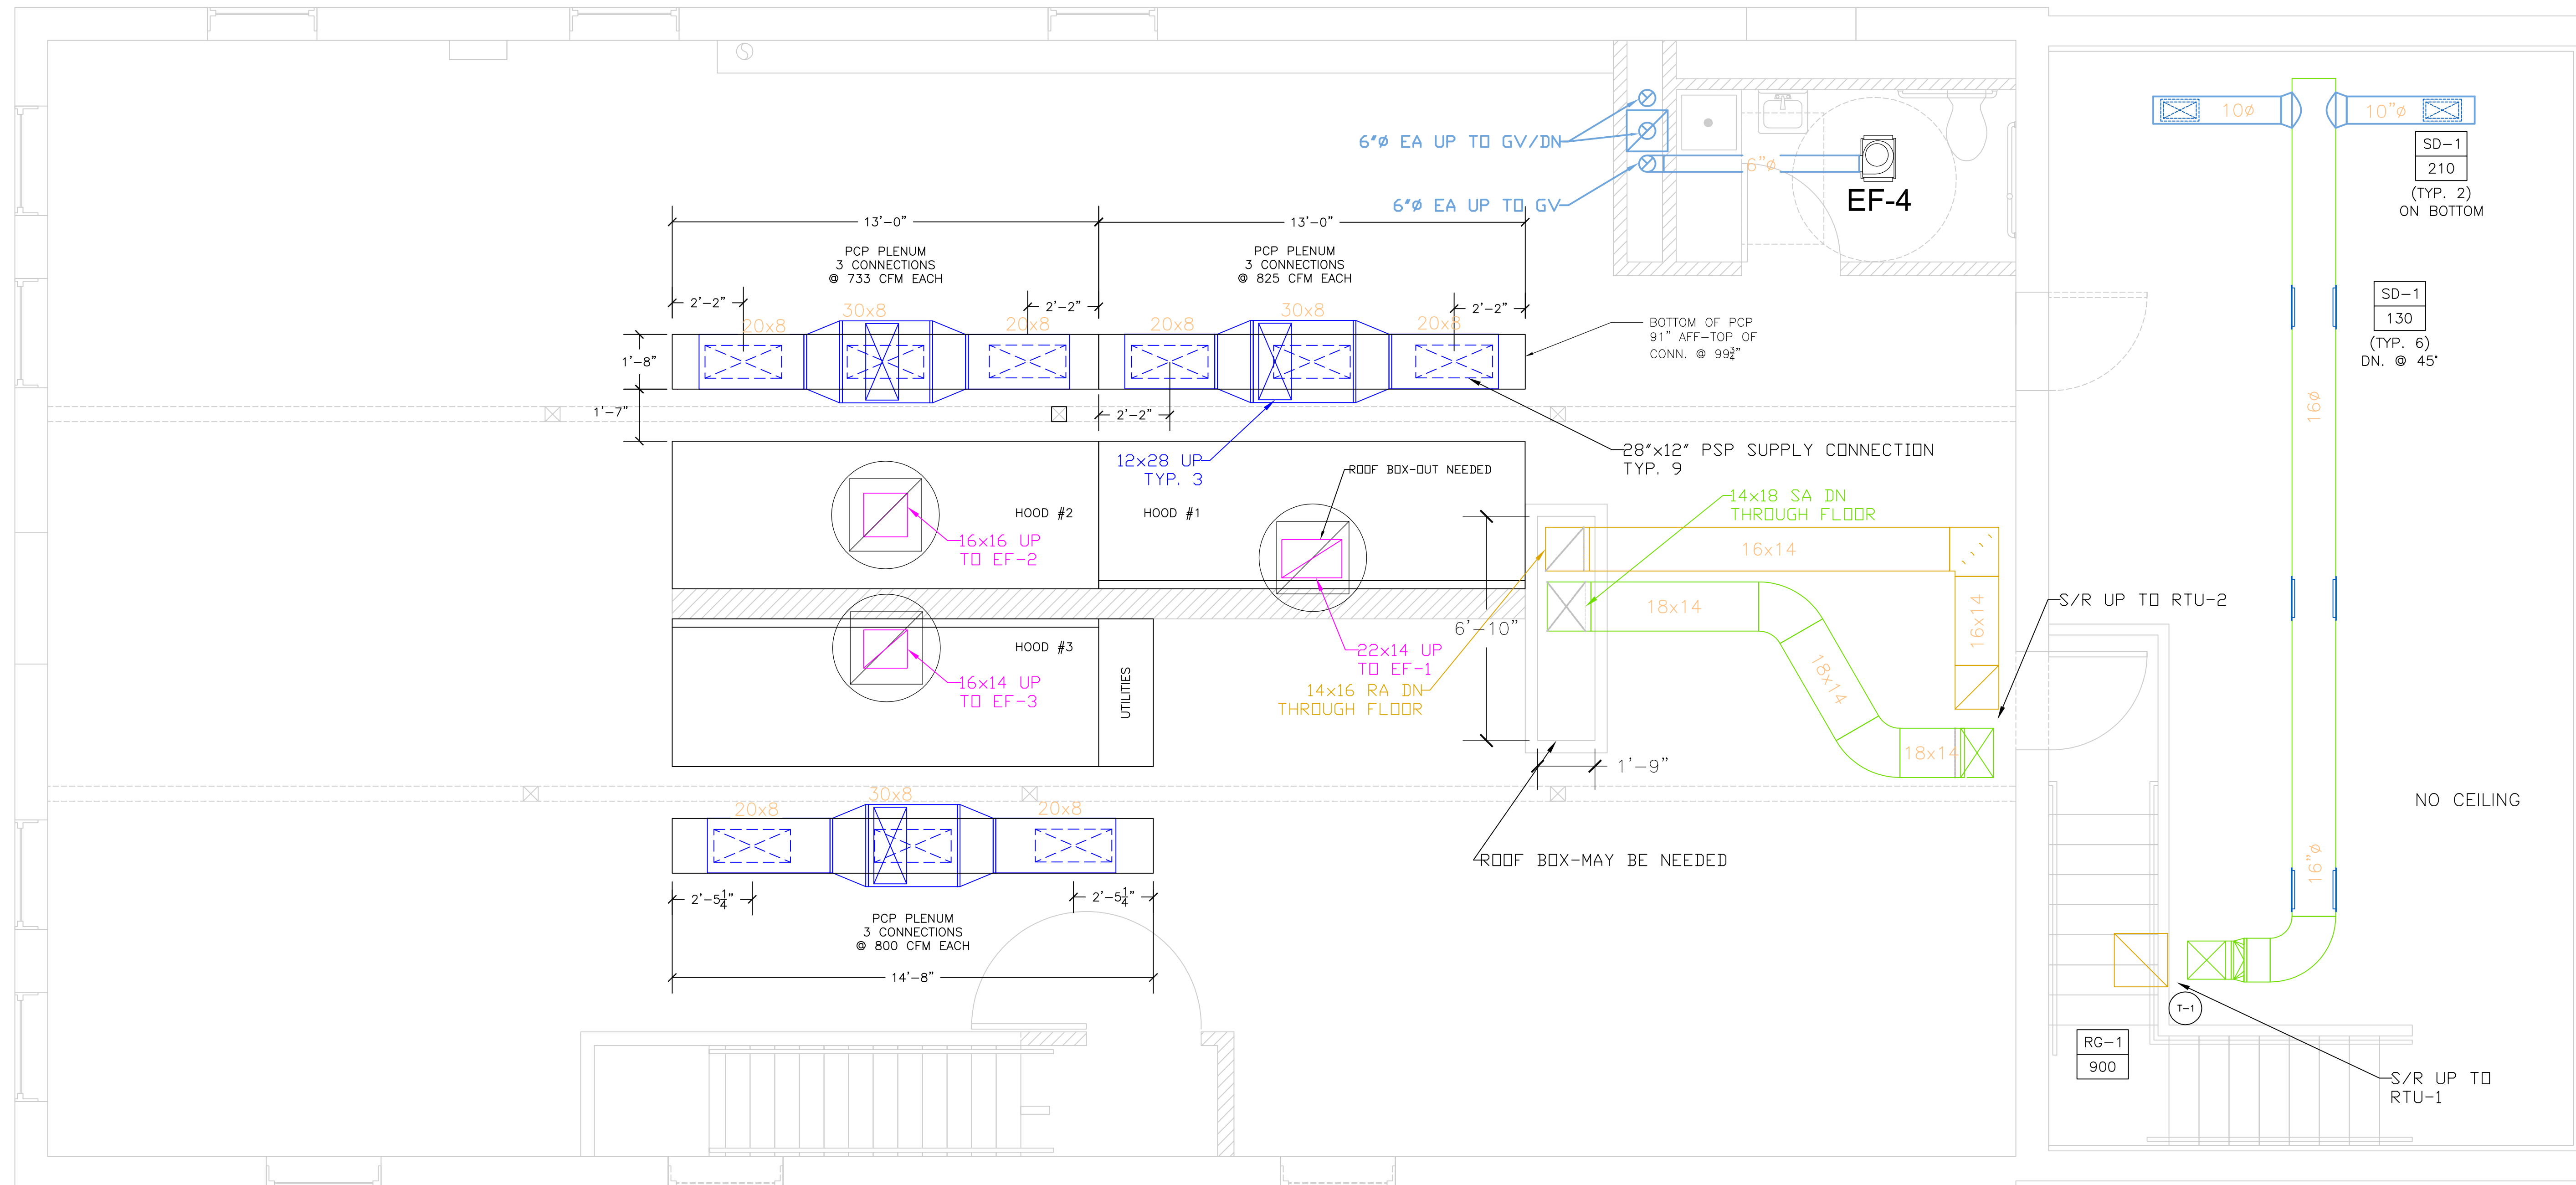 10ø
10"ø
SD-1
210
(TYP. 2)
ON BOTTOM
6"ø EA UP TO GV/DN
6"ø
6"ø EA UP TO GV
EF-4
13'-0"
13'-0"
PCP PLENUM
3 CONNECTIONS
@ 733 CFM EACH
PCP PLENUM
3 CONNECTIONS
@ 825 CFM EACH
SD-1
130
(TYP. 6)
DN. @ 45°
2'-2"
2'-2"
2'-2"
20x8
30x8
20x8
20x8
30x8
20x8
BOTTOM OF PCP
91" AFF-TOP OF
CONN. @ 99¾"
1'-8"
1'-7"
2'-2"
16ø
12x28 UP
TYP. 3
28"x12" PSP SUPPLY CONNECTION
TYP. 9
ROOF BOX-OUT NEEDED
14x18 SA DN
THROUGH FLOOR
HOOD #2
HOOD #1
16x16 UP
TO EF-2
16x14
18x14
16x14
S/R UP TO RTU-2
6'-10"
HOOD #3
22x14 UP
TO EF-1
18x14
16x14 UP
TO EF-3
UTILITIES
14x16 RA DN
THROUGH FLOOR
18x14
1'-9"
NO CEILING
20x8
30x8
20x8
ROOF BOX-MAY BE NEEDED
16"ø
2'-5¼"
2'-5¼"
PCP PLENUM
3 CONNECTIONS
@ 800 CFM EACH
14'-8"
T-1
RG-1
900
S/R UP TO
RTU-1